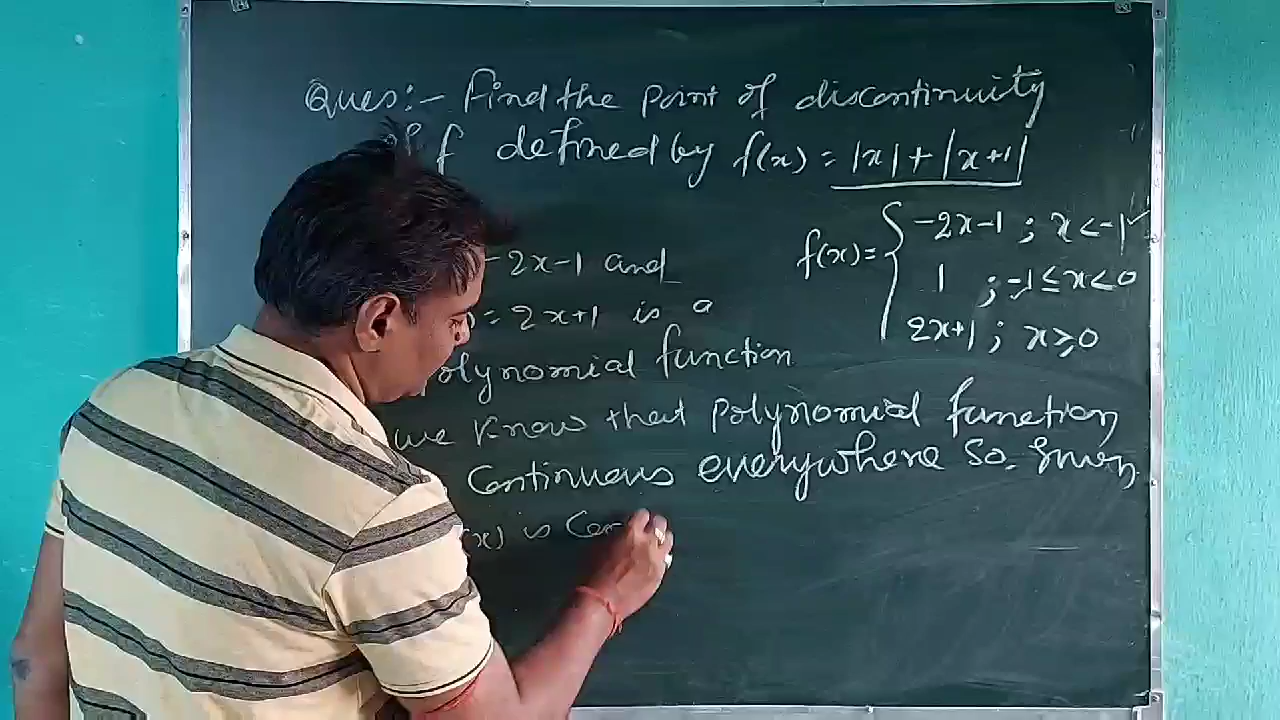 Ques:- Find the point of discontinuity
of f defined by f(x) = |x| + |x+1|
f(x) = { -2x-1 ; x < -1 ✓
1 ; -1 ≤ x < 0
2x+1 ; x ≥ 0
-2x-1 and
= 2x+1 is a
olynomial function
we know that polynomial function
Continuous everywhere so. given
(x) is Con